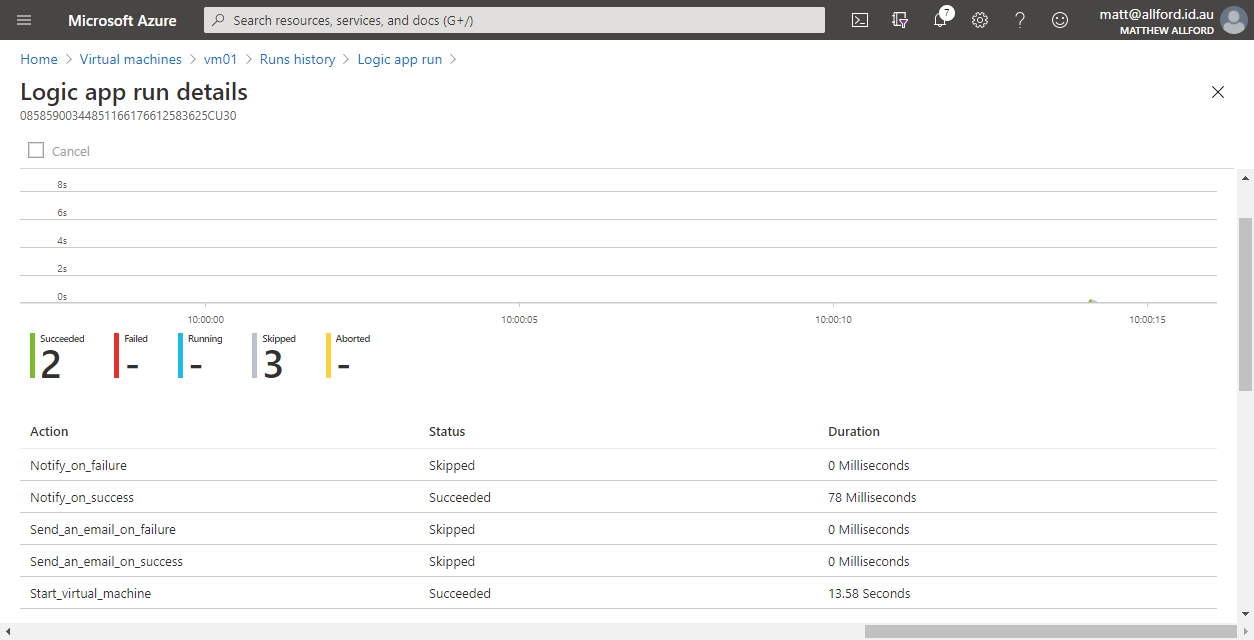 Microsoft Azure
Search resources, services, and docs (G+/)
7
matt@allford.id.au
MATTHEW ALLFORD
Home > Virtual machines > vm01 > Runs history > Logic app run >
Logic app run details
08585900344851166176612583625CU30
Cancel
8s
6s
4s
2s
0s
10:00:00 10:00:05 10:00:10 10:00:15
Succeeded Failed Running Skipped Aborted
2 - - 3 -
Action Status Duration
Notify_on_failure Skipped 0 Milliseconds
Notify_on_success Succeeded 78 Milliseconds
Send_an_email_on_failure Skipped 0 Milliseconds
Send_an_email_on_success Skipped 0 Milliseconds
Start_virtual_machine Succeeded 13.58 Seconds